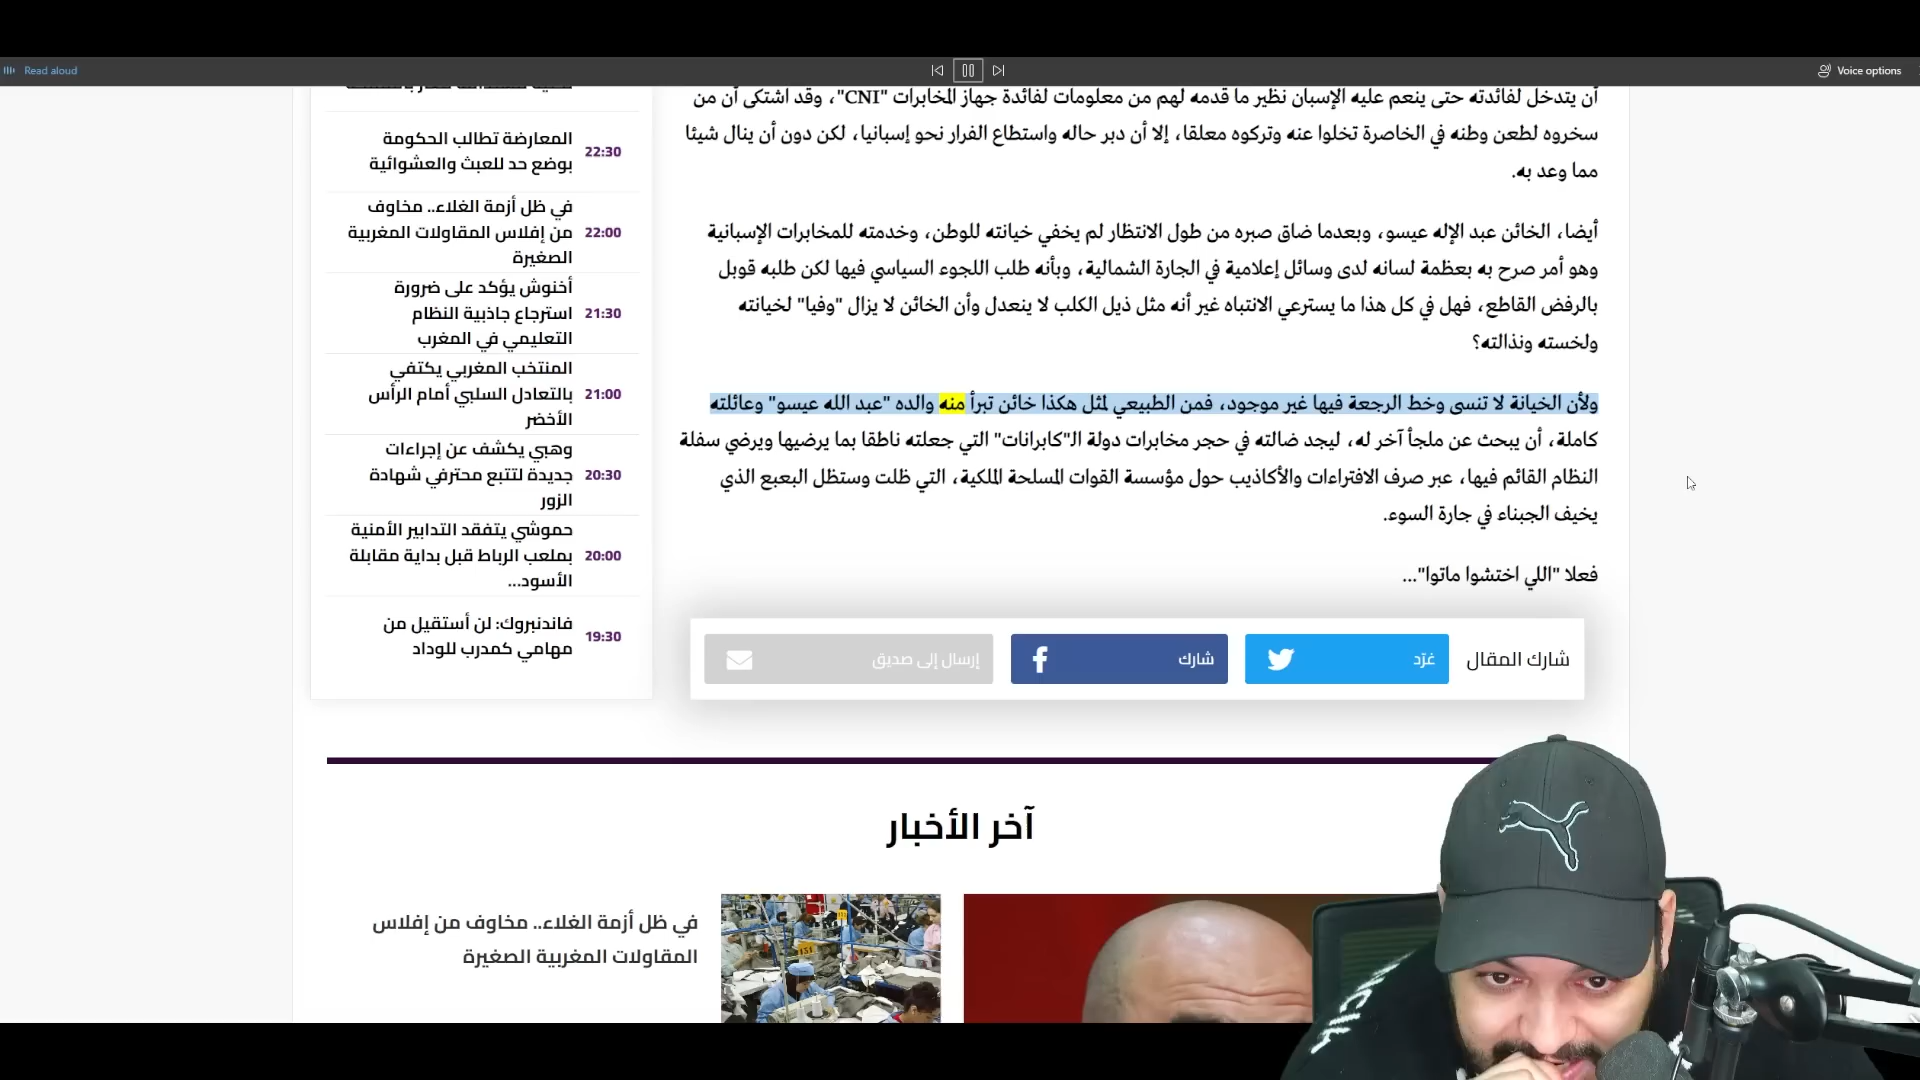 Read aloud
Voice options
أن يتدخل لفائدته حتى ينعم عليه الإسبان نظير ما قدمه لهم من معلومات لفائدة جهاز المخابرات "CNI"، وقد اشتكى أن من
سخروه لطعن وطنه في الخاصرة تخلوا عنه وتركوه معلقا، إلا أن دبر حاله واستطاع الفرار نحو إسبانيا، لكن دون أن ينال شيئا
مما وعد به.
أيضا، الخائن عبد الإله عيسو، وبعدما ضاق صبره من طول الانتظار لم يخفي خيانته للوطن، وخدمته للمخابرات الإسبانية
وهو أمر صرح به بعظمة لسانه لدى وسائل إعلامية في الجارة الشمالية، وبأنه طلب اللجوء السياسي فيها لكن طلبه قوبل
بالرفض القاطع، فهل في كل هذا ما يسترعي الانتباه غير أنه مثل ذيل الكلب لا ينعدل وأن الخائن لا يزال "وفيا" لخيانته
ولخسته ونذالته؟
ولأن الخيانة لا تنسى وخط الرجعة فيها غير موجود، فمن الطبيعي لمثل هكذا خائن تبرأ منه والده "عبد الله عيسو" وعائلته
كاملة، أن يبحث عن ملجأ آخر له، ليجد ضالته في حجر مخابرات دولة الـ"كابرانات" التي جعلته ناطقا بما يرضيها ويرضي سفلة
النظام القائم فيها، عبر صرف الافتراءات والأكاذيب حول مؤسسة القوات المسلحة الملكية، التي ظلت وستظل البعبع الذي
يخيف الجبناء في جارة السوء.
فعلا "اللي اختشوا ماتوا"...
شارك المقال
غرّد
شارك
إرسال إلى صديق
22:30
المعارضة تطالب الحكومة
بوضع حد للعبث والعشوائية
22:00
في ظل أزمة الغلاء.. مخاوف
من إفلاس المقاولات المغربية
الصغيرة
21:30
أخنوش يؤكد على ضرورة
استرجاع جاذبية النظام
التعليمي في المغرب
21:00
المنتخب المغربي يكتفي
بالتعادل السلبي أمام الرأس
الأخضر
20:30
وهبي يكشف عن إجراءات
جديدة لتتبع محترفي شهادة
الزور
20:00
حموشي يتفقد التدابير الأمنية
بملعب الرباط قبل بداية مقابلة
الأسود...
19:30
فاندنبروك: لن أستقيل من
مهامي كمدرب للوداد
آخر الأخبار
في ظل أزمة الغلاء.. مخاوف من إفلاس
المقاولات المغربية الصغيرة